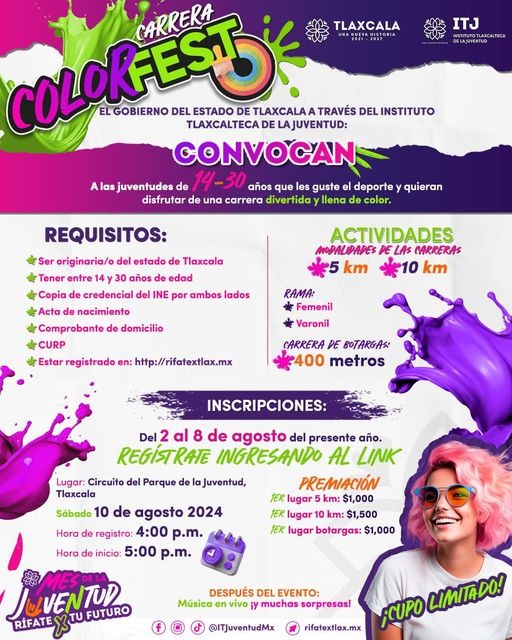 CARRERA
COLORFEST
TLAXCALA
UNA NUEVA HISTORIA
2021 - 2027
ITJ
INSTITUTO TLAXCALTECA
DE LA JUVENTUD
EL GOBIERNO DEL ESTADO DE TLAXCALA A TRAVÉS DEL INSTITUTO
TLAXCALTECA DE LA JUVENTUD:
CONVOCAN
A las juventudes de 14-30 años que les guste el deporte y quieran
disfrutar de una carrera divertida y llena de color.
REQUISITOS:
Ser originaria/o del estado de Tlaxcala
Tener entre 14 y 30 años de edad
Copia de credencial del INE por ambos lados
Acta de nacimiento
Comprobante de domicilio
CURP
Estar registrado en: http://rifatextlax.mx
ACTIVIDADES
MODALIDADES DE LAS CARRERAS
5 km 10 km
RAMA:
Femenil
Varonil
CARRERA DE BOTARGAS:
400 metros
INSCRIPCIONES:
Del 2 al 8 de agosto del presente año.
REGÍSTRATE INGRESANDO AL LINK
Lugar: Circuito del Parque de la Juventud,
Tlaxcala
Sábado 10 de agosto 2024
Hora de registro: 4:00 p.m.
Hora de inicio: 5:00 p.m.
PREMIACIÓN
1ER lugar 5 km: $1,000
1ER lugar 10 km: $1,500
1ER lugar botargas: $1,000
MES DE LA
JUVENTUD
RÍFATE X TU FUTURO
DESPUÉS DEL EVENTO:
Música en vivo ¡y muchas sorpresas!
@ITJuventudMx rifatextlax.mx
¡CUPO LIMITADO!